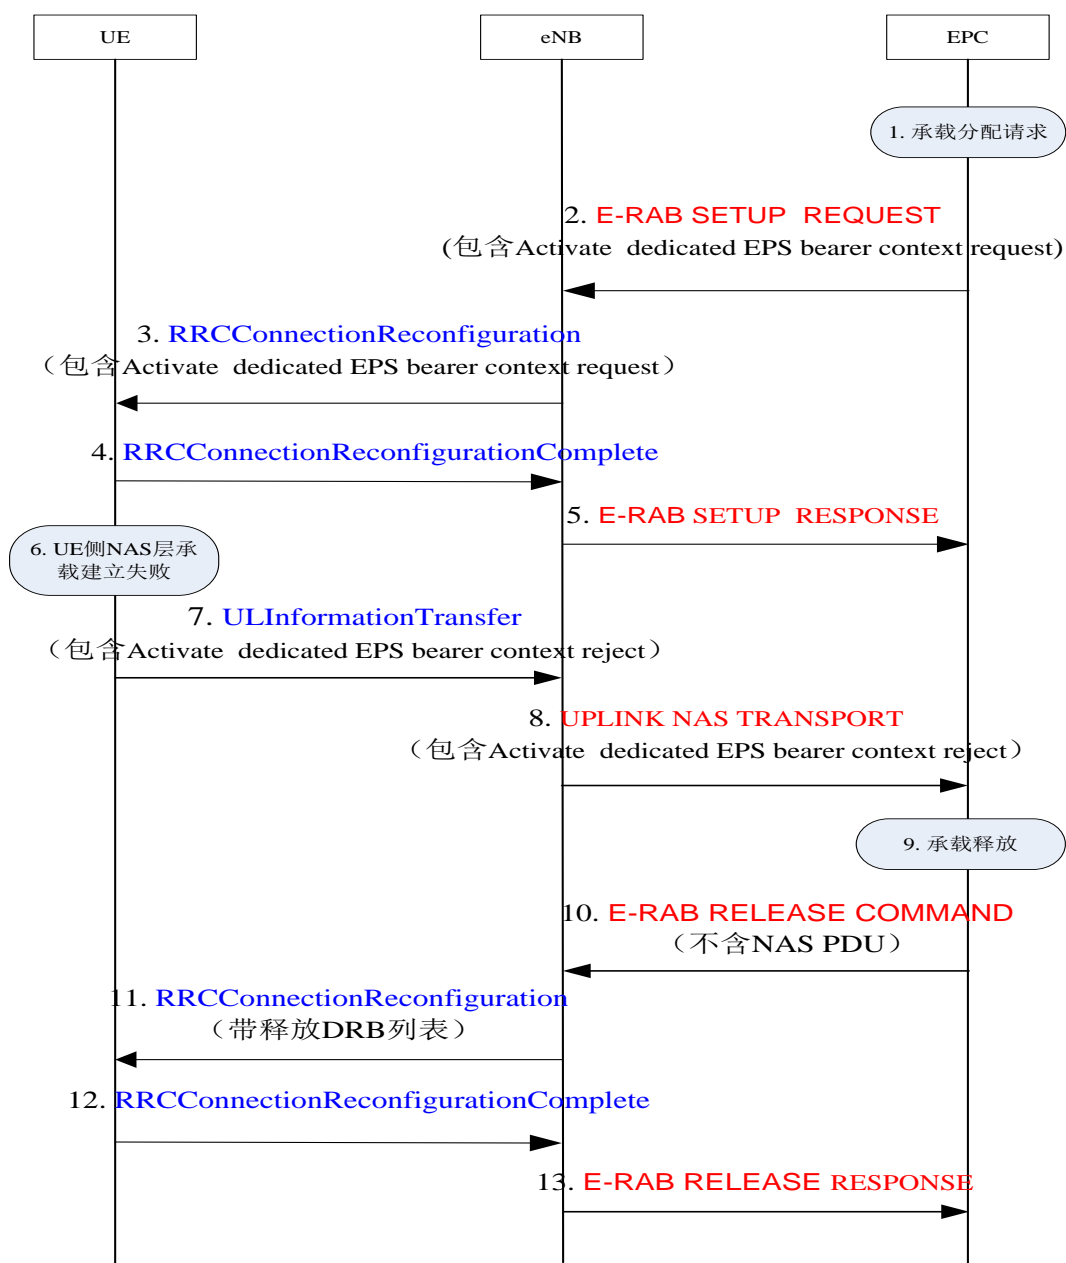 UE
eNB
EPC
1. 承载分配请求
2. E-RAB SETUP  REQUEST
(包含Activate  dedicated EPS bearer context request)
3. RRCConnectionReconfiguration
（包含Activate  dedicated EPS bearer context request）
4. RRCConnectionReconfigurationComplete
5. E-RAB SETUP  RESPONSE
6. UE侧NAS层承
载建立失败
7. ULInformationTransfer
（包含Activate  dedicated EPS bearer context reject）
8. UPLINK NAS TRANSPORT
（包含Activate  dedicated EPS bearer context reject）
9. 承载释放
10. E-RAB RELEASE COMMAND
（不含NAS PDU）
11. RRCConnectionReconfiguration
（带释放DRB列表）
12. RRCConnectionReconfigurationComplete
13. E-RAB RELEASE RESPONSE